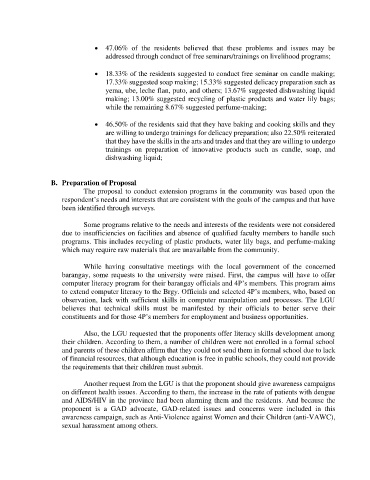 • 47.06% of the residents believed that these problems and issues may be
addressed through conduct of free seminars/trainings on livelihood programs;
• 18.33% of the residents suggested to conduct free seminar on candle making;
17.33% suggested soap making; 15.33% suggested delicacy preparation such as
yema, ube, leche flan, puto, and others; 13.67% suggested dishwashing liquid
making; 13.00% suggested recycling of plastic products and water lily bags;
while the remaining 8.67% suggested perfume-making;
• 46.50% of the residents said that they have baking and cooking skills and they
are willing to undergo trainings for delicacy preparation; also 22.50% reiterated
that they have the skills in the arts and trades and that they are willing to undergo
trainings on preparation of innovative products such as candle, soap, and
dishwashing liquid;
B. Preparation of Proposal
The proposal to conduct extension programs in the community was based upon the
respondent's needs and interests that are consistent with the goals of the campus and that have
been identified through surveys.
Some programs relative to the needs and interests of the residents were not considered
due to insufficiencies on facilities and absence of qualified faculty members to handle such
programs. This includes recycling of plastic products, water lily bags, and perfume-making
which may require raw materials that are unavailable from the community.
While having consultative meetings with the local government of the concerned
barangay, some requests to the university were raised. First, the campus will have to offer
computer literacy program for their barangay officials and 4P's members. This program aims
to extend computer literacy to the Brgy. Officials and selected 4P's members, who, based on
observation, lack with sufficient skills in computer manipulation and processes. The LGU
believes that technical skills must be manifested by their officials to better serve their
constituents and for those 4P's members for employment and business opportunities.
Also, the LGU requested that the proponents offer literacy skills development among
their children. According to them, a number of children were not enrolled in a formal school
and parents of these children affirm that they could not send them in formal school due to lack
of financial resources, that although education is free in public schools, they could not provide
the requirements that their children must submit.
Another request from the LGU is that the proponent should give awareness campaigns
on different health issues. According to them, the increase in the rate of patients with dengue
and AIDS/HIV in the province had been alarming them and the residents. And because the
proponent is a GAD advocate, GAD-related issues and concerns were included in this
awareness campaign, such as Anti-Violence against Women and their Children (anti-VAWC),
sexual harassment among others.